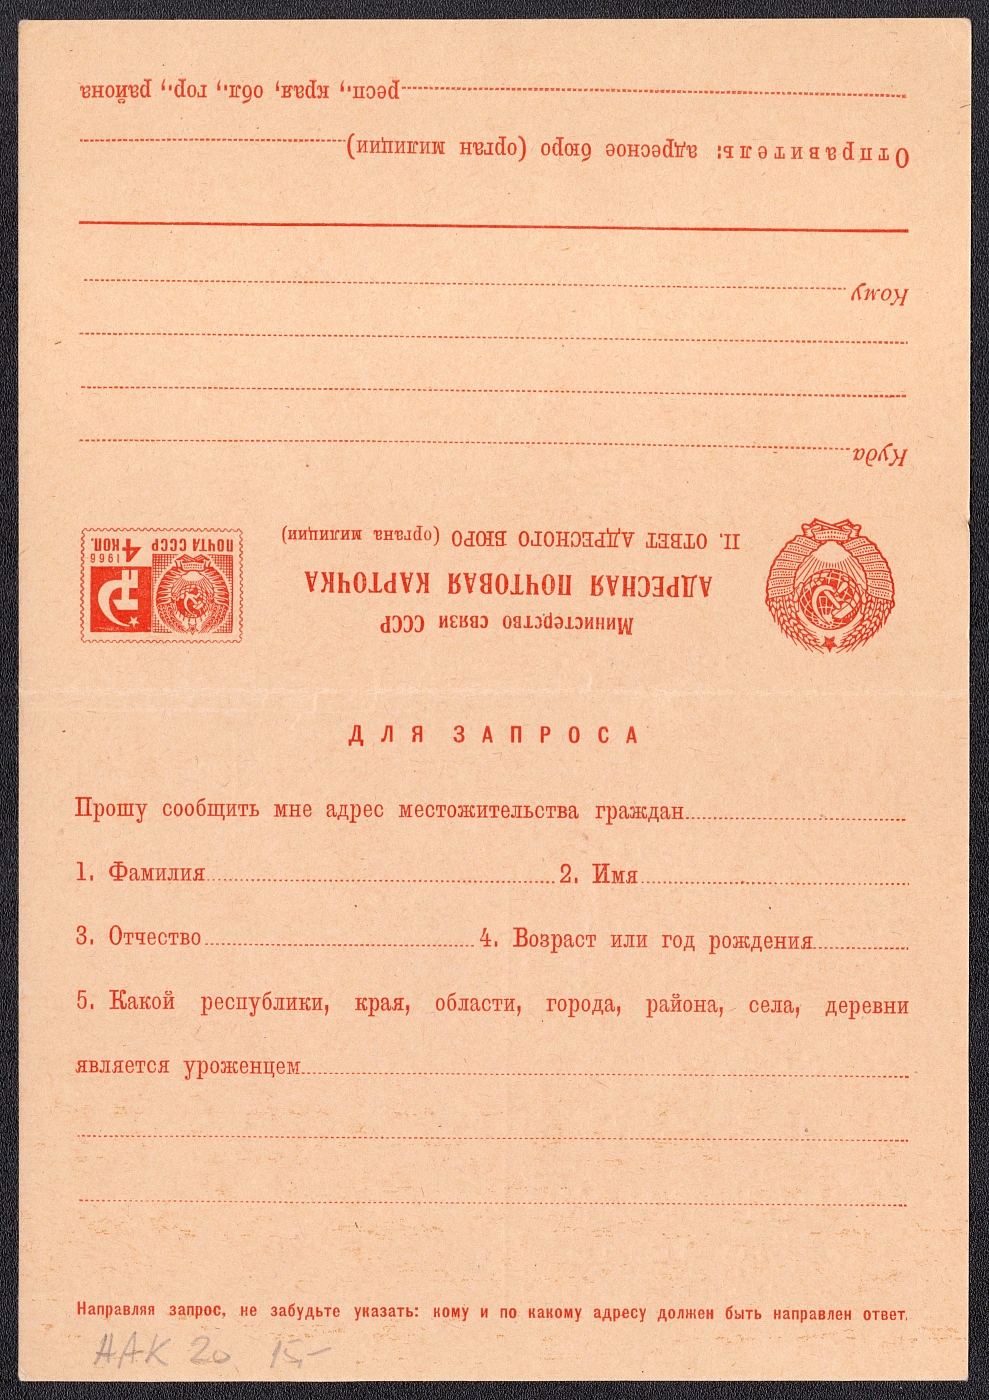 Министерство связи СССР
АДРЕСНАЯ ПОЧТОВАЯ КАРТОЧКА
II. ОТВЕТ АДРЕСНОГО БЮРО (органа милиции)
ПОЧТА СССР
1966
4 КОП.
Куда
Кому
Отправитель: адресное бюро (орган милиции)
респ., края, обл., гор., района
ДЛЯ ЗАПРОСА
Прошу сообщить мне адрес местожительства граждан
1. Фамилия 2. Имя
3. Отчество 4. Возраст или год рождения
5. Какой республики, края, области, города, района, села, деревни
является уроженцем
Направляя запрос, не забудьте указать: кому и по какому адресу должен быть направлен ответ.
ААК 20 15,-